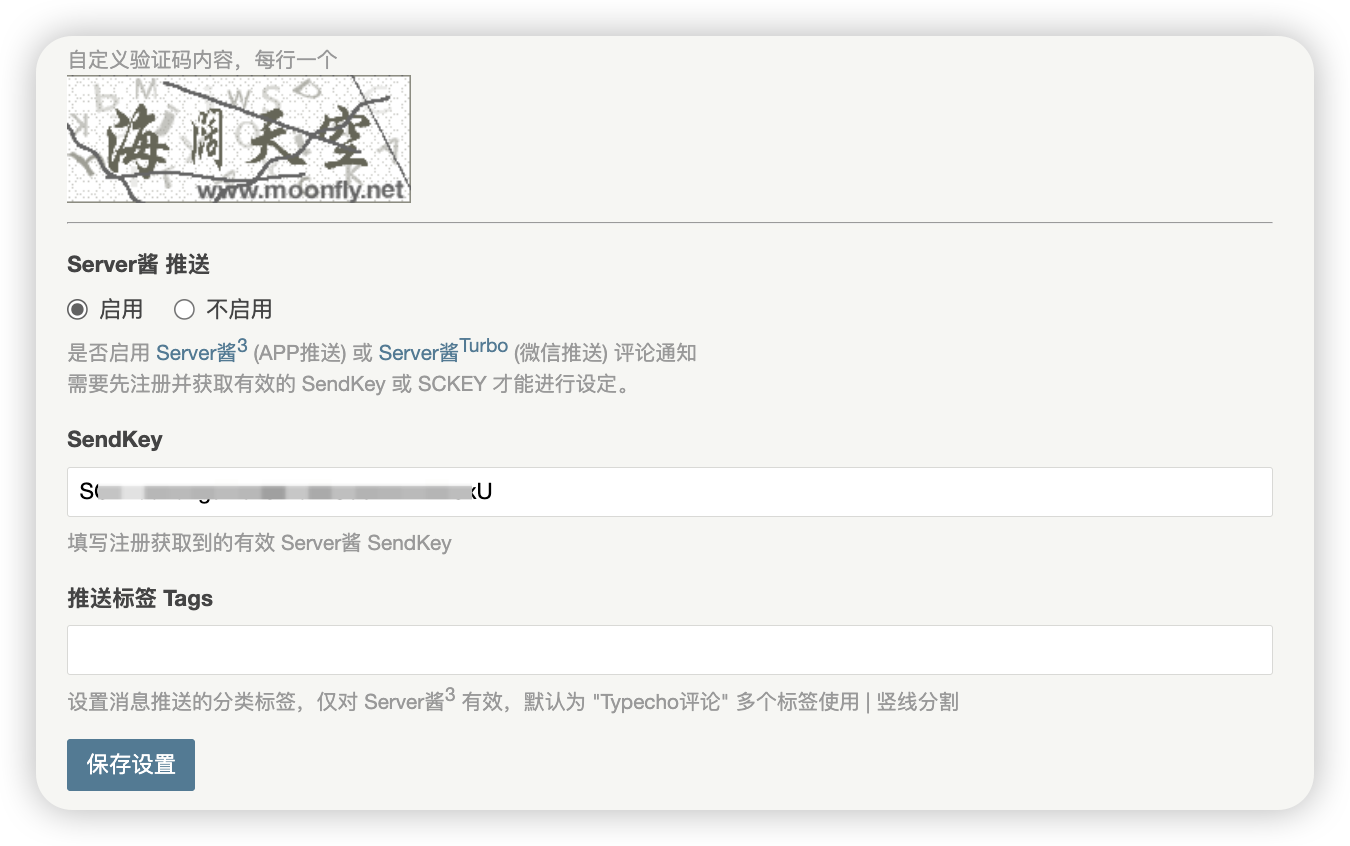 自定义验证码内容，每行一个
海阔天空
www.moonfly.net
Server酱 推送
启用 不启用
是否启用 Server酱3 (APP推送) 或 Server酱Turbo (微信推送) 评论通知
需要先注册并获取有效的 SendKey 或 SCKEY 才能进行设定。
SendKey
填写注册获取到的有效 Server酱 SendKey
推送标签 Tags
设置消息推送的分类标签，仅对 Server酱3 有效，默认为 "Typecho评论" 多个标签使用 | 竖线分割
保存设置